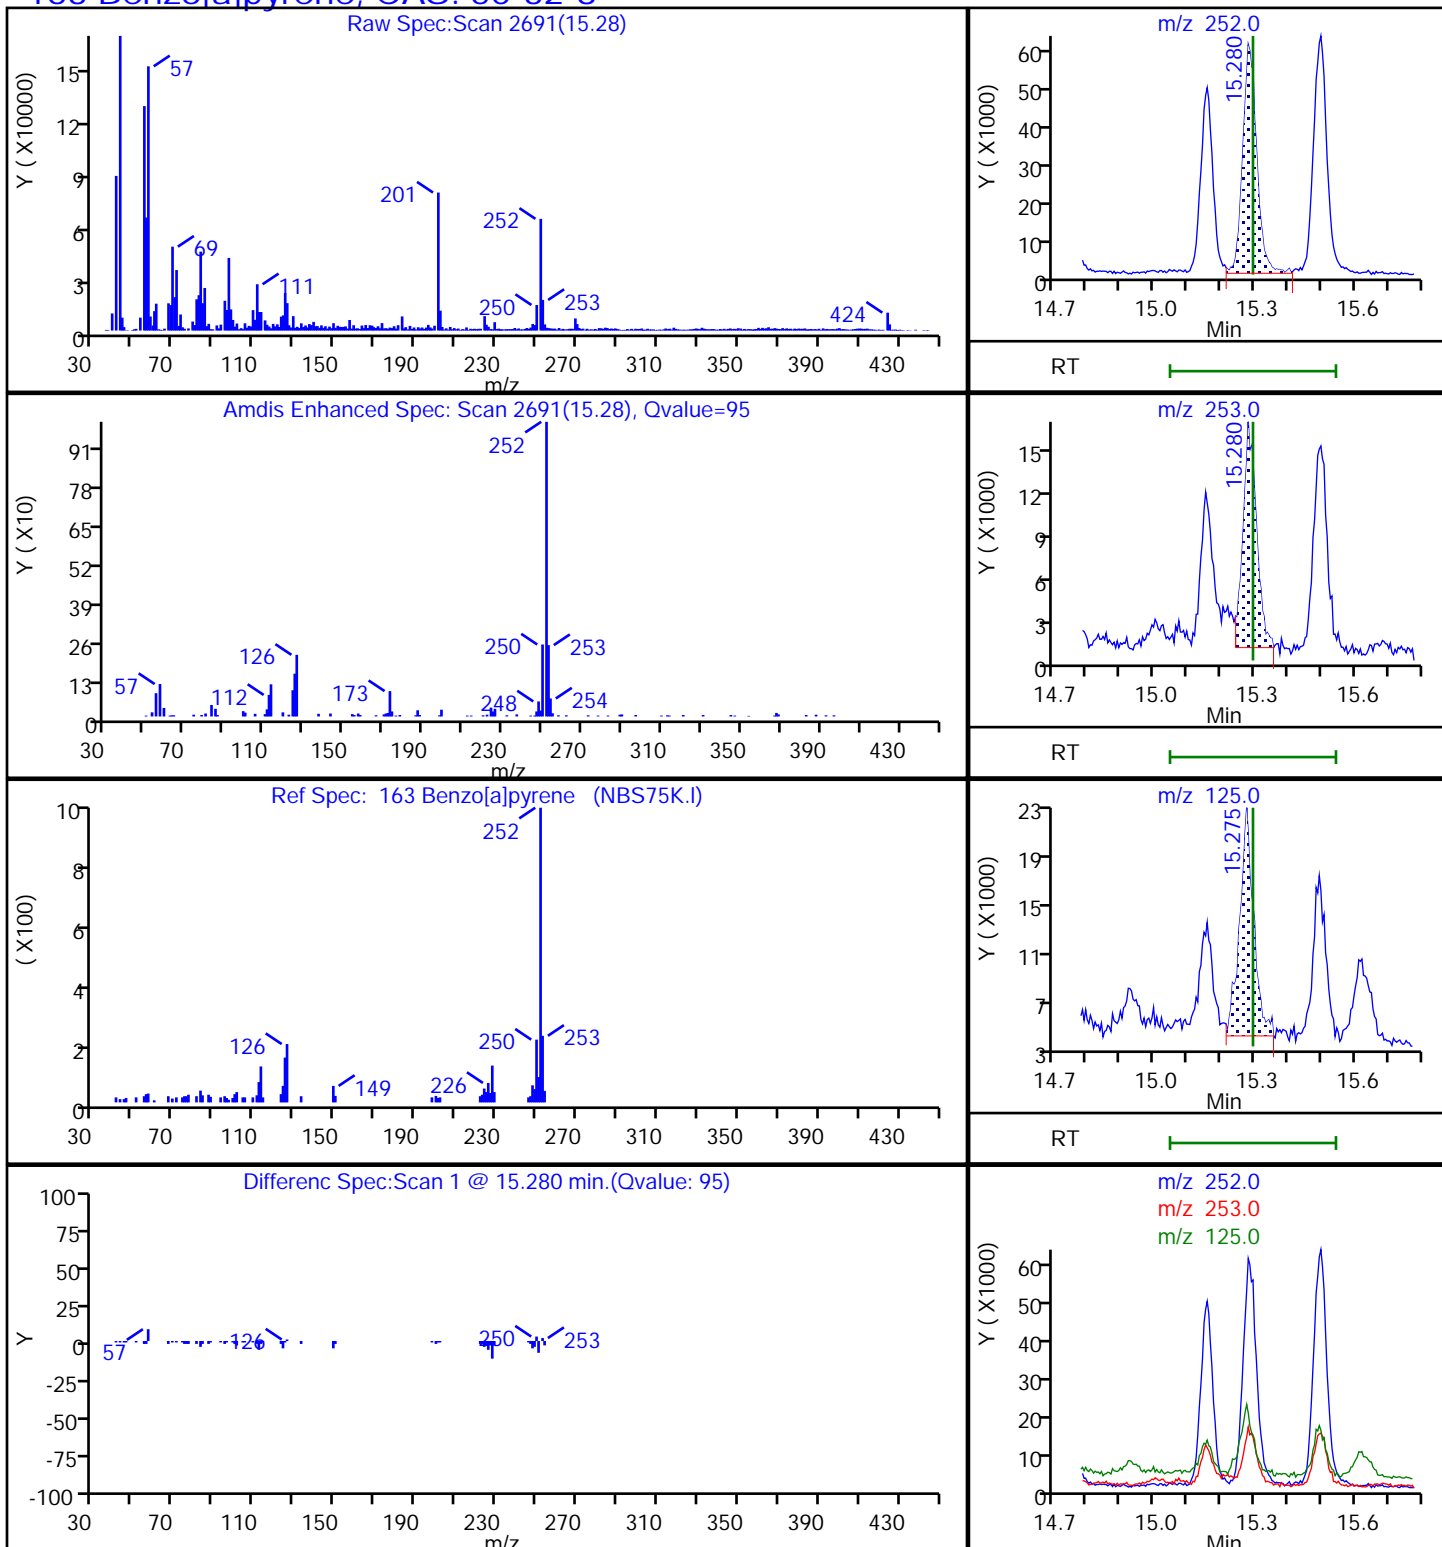 Raw Spec:Scan 2691(15.28)
Y ( X10000)
15
12
9
6
3
0
57
69
111
201
252
250
253
424
30 70 110 150 190 230 270 310 350 390 430
m/z
m/z 252.0
Y ( X1000)
60
50
40
30
20
10
0
15.280
14.7 15.0 15.3 15.6
Min
RT
Amdis Enhanced Spec: Scan 2691(15.28), Qvalue=95
Y ( X10)
91
78
65
52
39
26
13
0
57
112
126
173
252
250
253
248
254
30 70 110 150 190 230 270 310 350 390 430
m/z
m/z 253.0
Y ( X1000)
15
12
9
6
3
0
15.280
14.7 15.0 15.3 15.6
Min
RT
Ref Spec: 163 Benzo[a]pyrene (NBS75K.I)
( X100)
10
8
6
4
2
0
126
149
226
252
250
253
30 70 110 150 190 230 270 310 350 390 430
m/z 125.0
Y ( X1000)
23
19
15
11
7
3
15.275
14.7 15.0 15.3 15.6
Min
RT
Differenc Spec:Scan 1 @ 15.280 min.(Qvalue: 95)
Y
100
75
50
25
0
-25
-50
-75
-100
57
126
250
253
30 70 110 150 190 230 270 310 350 390 430
m/z
m/z 252.0
m/z 253.0
m/z 125.0
Y ( X1000)
60
50
40
30
20
10
0
14.7 15.0 15.3 15.6
Min